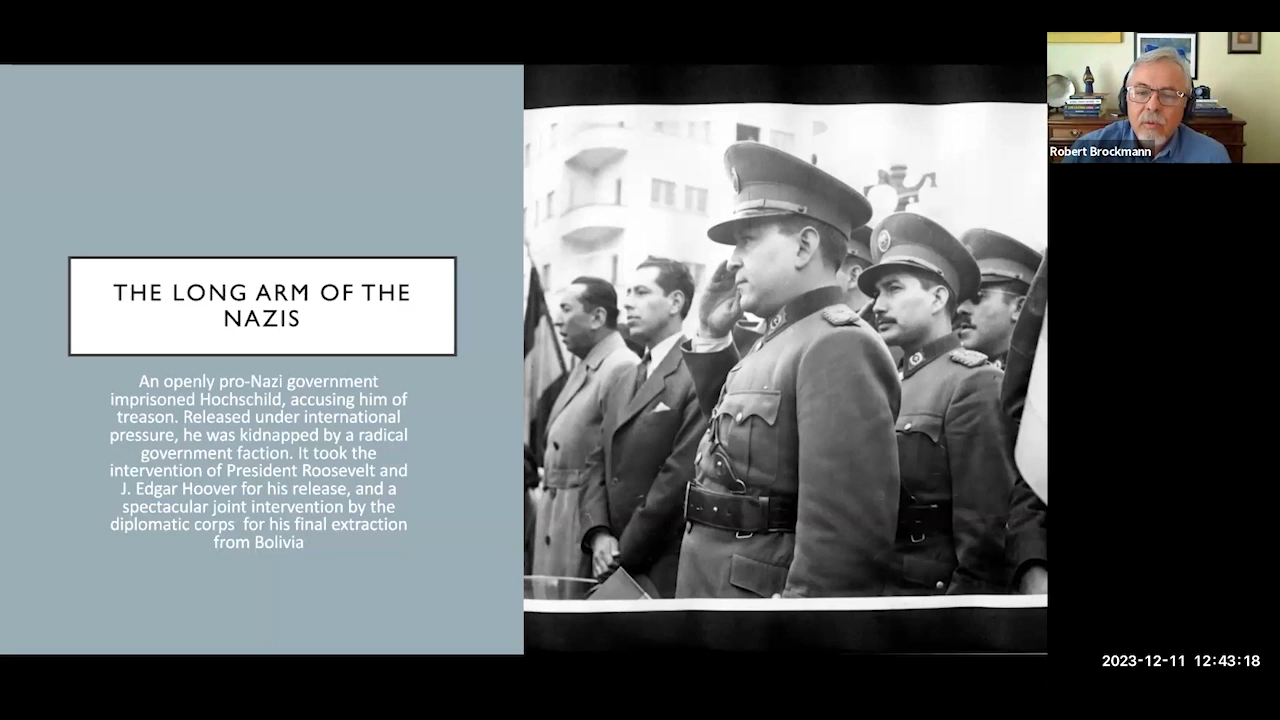 THE LONG ARM OF THE
NAZIS
An openly pro-Nazi government
imprisoned Hochschild, accusing him of
treason. Released under international
pressure, he was kidnapped by a radical
government faction. It took the
intervention of President Roosevelt and
J. Edgar Hoover for his release, and a
spectacular joint intervention by the
diplomatic corps for his final extraction
from Bolivia
Robert Brockmann
2023-12-11 12:43:18